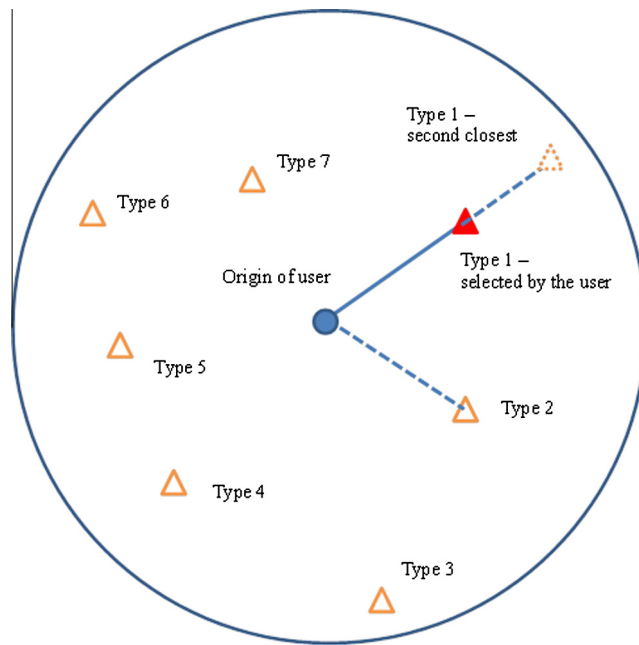 Type 1 –
second closest
Type 7
Type 6
Type 1 –
selected by the user
Origin of user
Type 5
Type 2
Type 4
Type 3